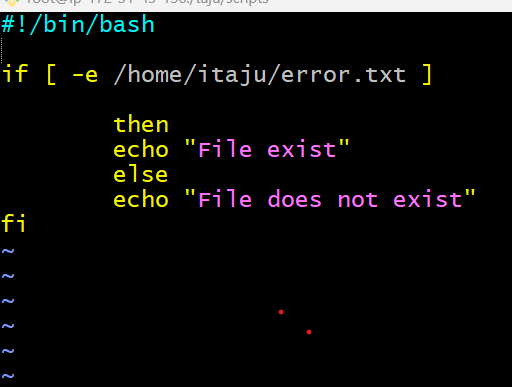 #!/bin/bash
if [ -e /home/itaju/error.txt ]
then
echo "File exist"
else
echo "File does not exist"
fi
~
~
~
~
~
~